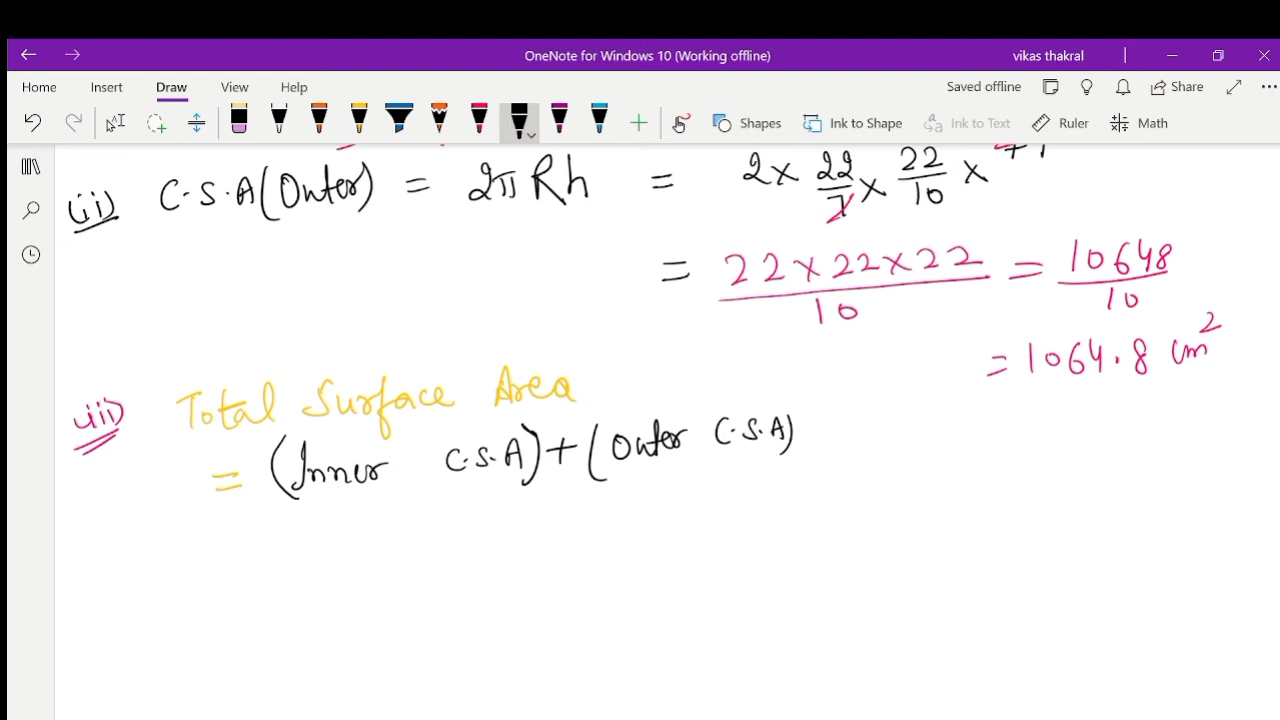 OneNote for Windows 10 (Working offline)
vikas thakral
Home Insert Draw View Help
Saved offline
Share
Shapes
Ink to Shape
Ink to Text
Ruler
Math
(ii) C.S.A(Outer) = 2πRh = 2 × 22/7 × 22/10 ×
= 22×22×22/10 = 10648/10
= 1064.8 cm²
iii) Total Surface Area
= (Inner C.S.A) + (Outer C.S.A)